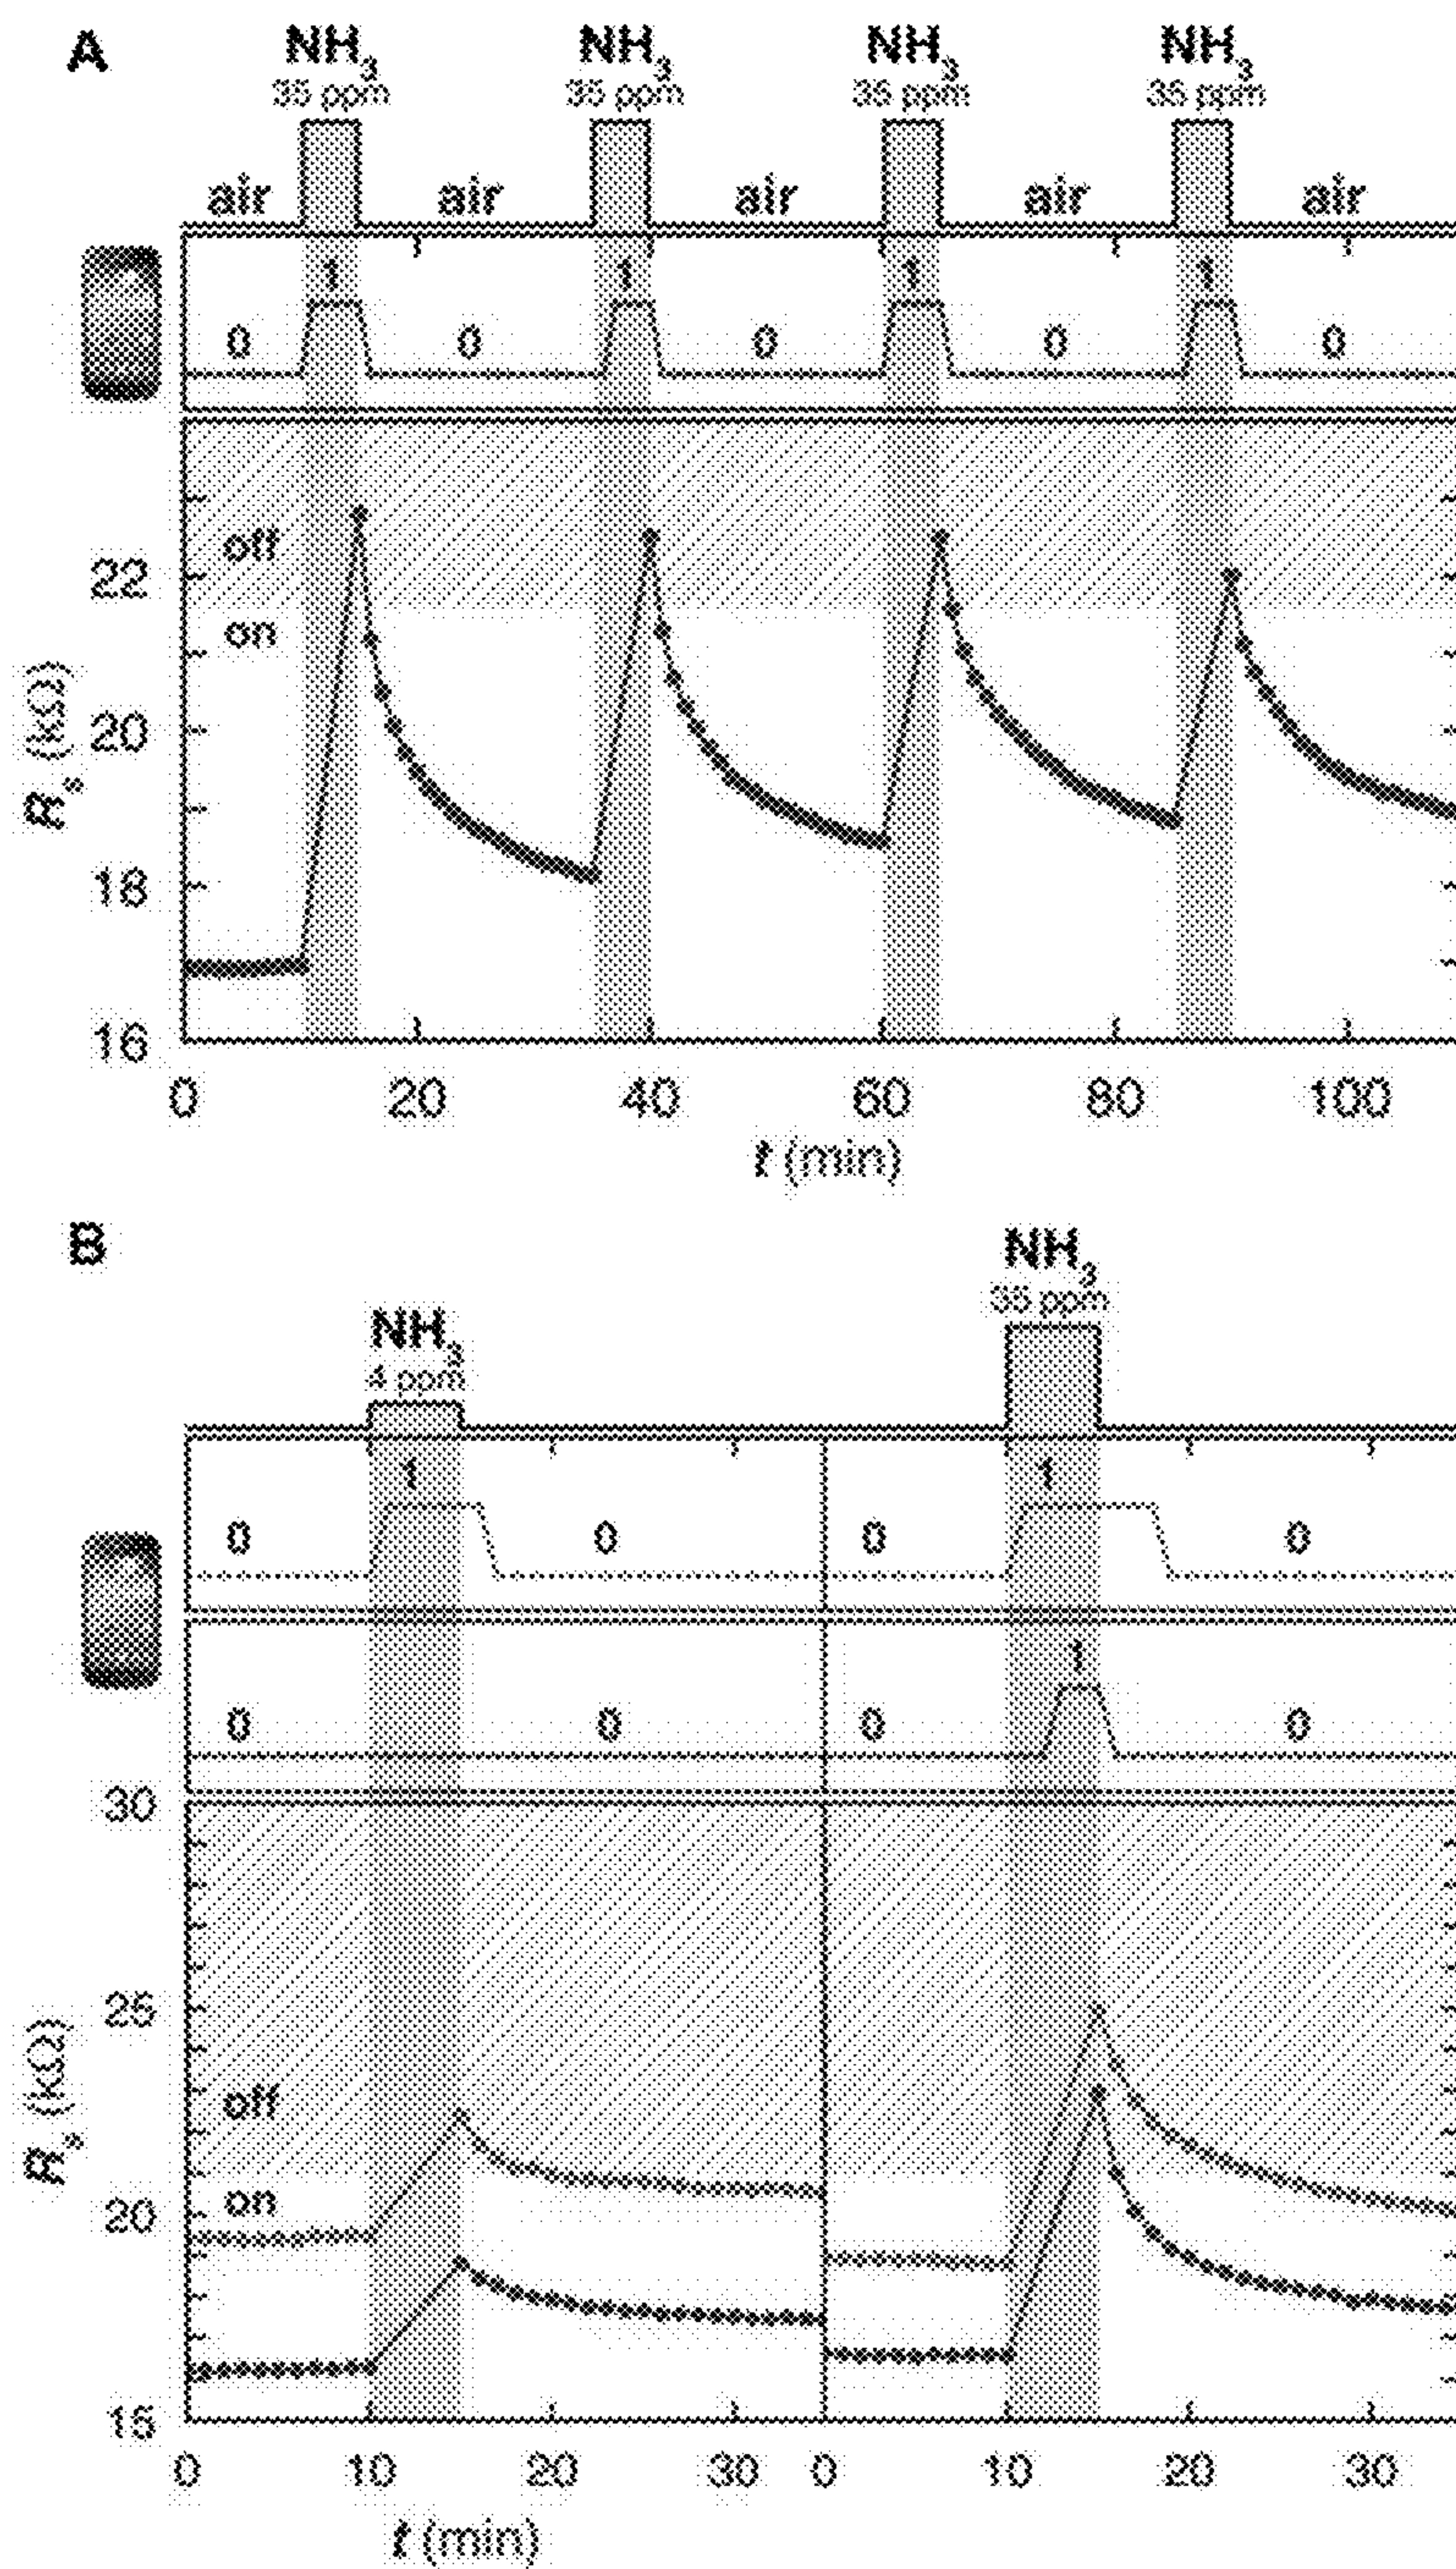 A
NH3 NH3 NH3 NH3
35 ppm 35 ppm 35 ppm 35 ppm
air air air air air
1 1 1 1
0 0 0 0 0
off
22
on
20
18
16
Rs (kΩ)
0 20 40 60 80 100
t (min)
B
NH3
35 ppm
NH3
4 ppm
1 1
0 0 0 0
1
0 0 0 0
30
25
off
on
20
15
Rs (kΩ)
0 10 20 30 0 10 20 30
t (min)